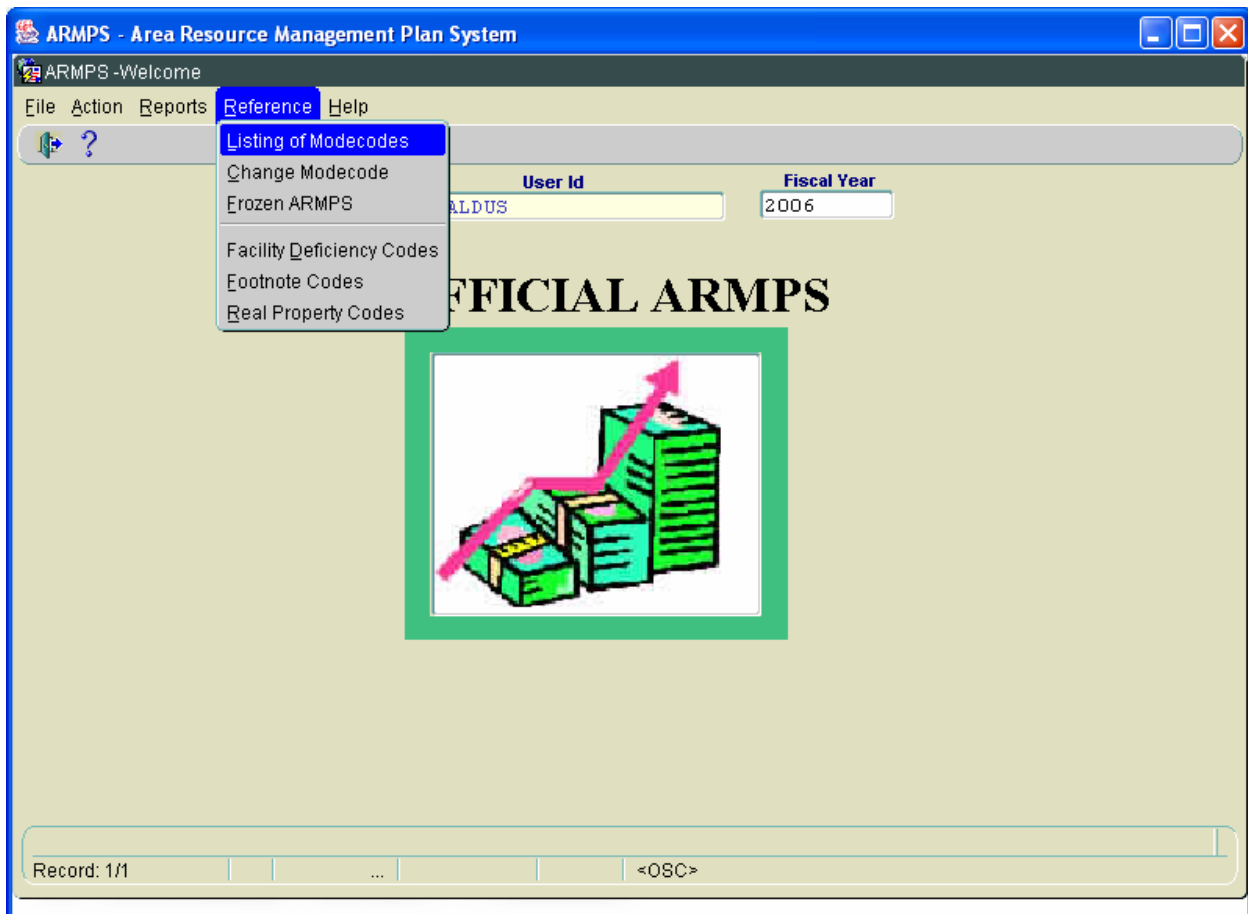 ARMPS - Area Resource Management Plan System
ARMPS -Welcome
File Action Reports Reference Help
?
Listing of Modecodes
Change Modecode
Frozen ARMPS
Facility Deficiency Codes
Footnote Codes
Real Property Codes
User Id Fiscal Year
ALDUS 2006
FFICIAL ARMPS
Record: 1/1 ... <OSC>